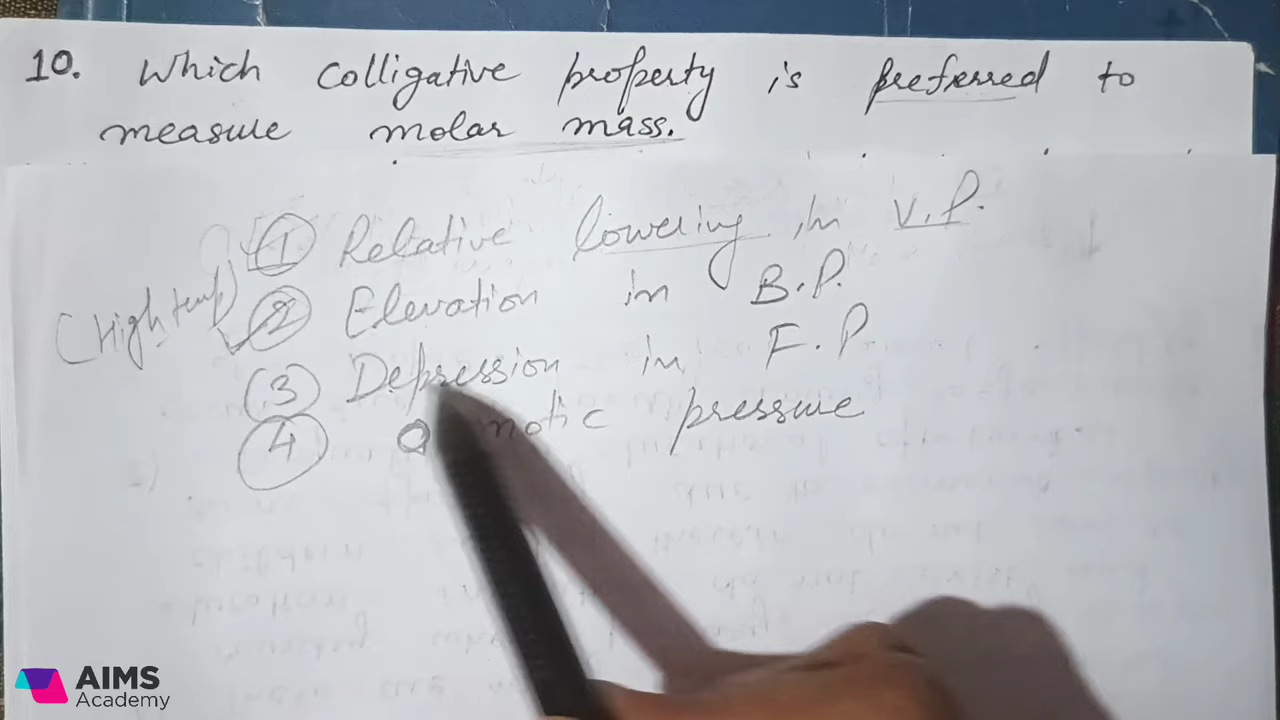 10. Which colligative property is preferred to
measure molar mass.
(1) Relative lowering in V.P.
(High temp) (2) Elevation in B.P.
(3) Depression in F.P
(4) motic pressure
AIMS
Academy